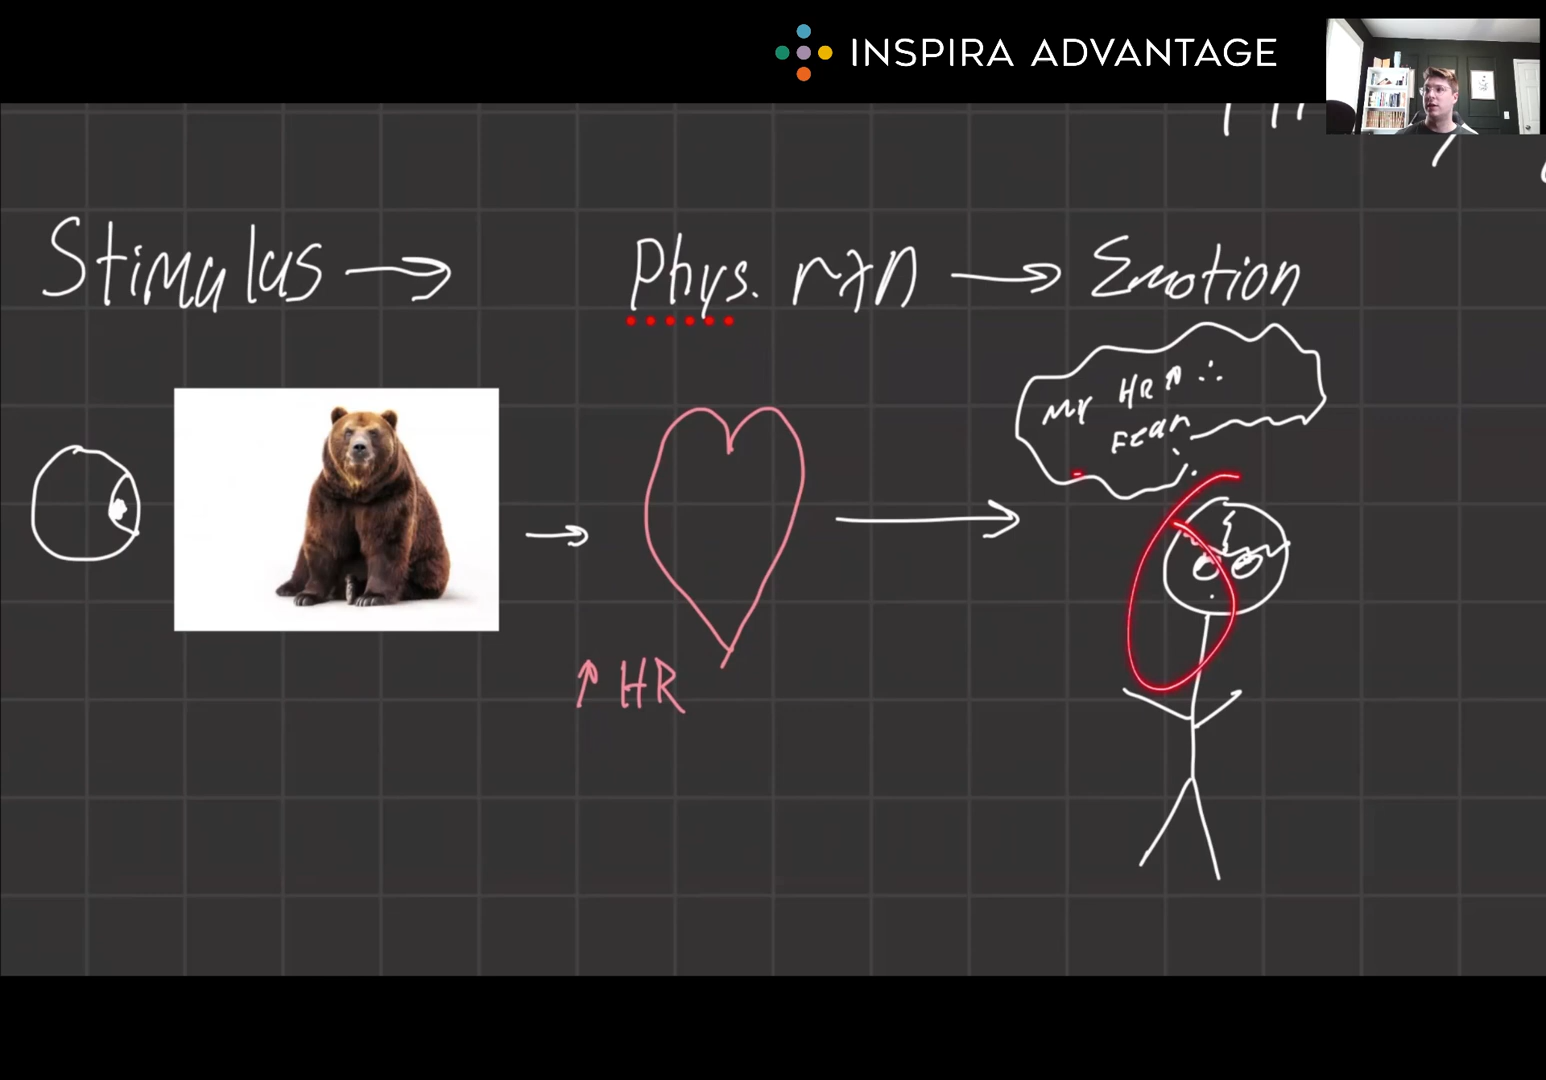 INSPIRA ADVANTAGE
Stimulus → Phys. rxn → Emotion
My HR↑ ∴
Fear
↑ HR